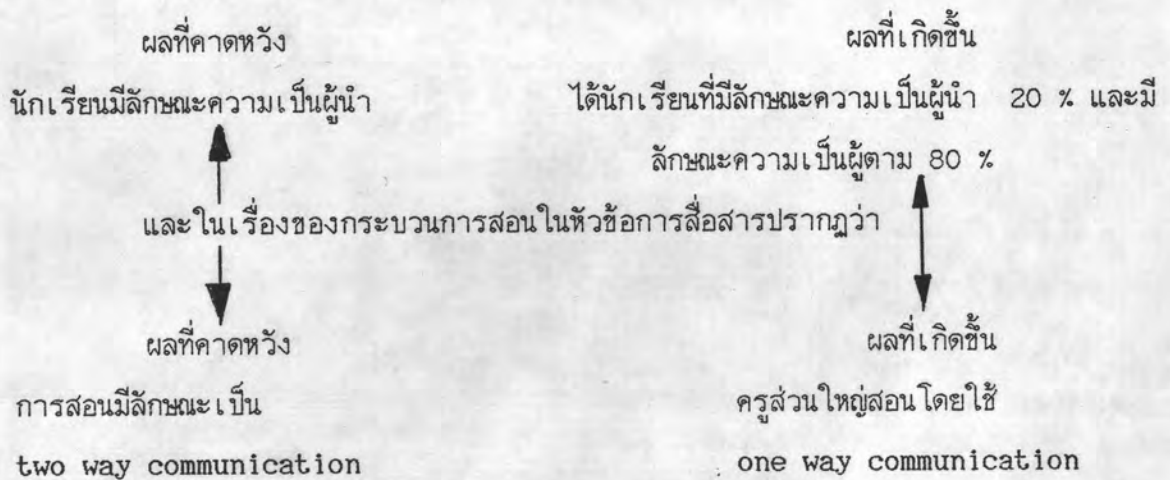 ผลที่คาดหวัง ผลที่เกิดขึ้น
นักเรียนมีลักษณะความเป็นผู้นำ ได้นักเรียนที่มีลักษณะความเป็นผู้นำ 20 % และมี
ลักษณะความเป็นผู้ตาม 80 %
และในเรื่องของกระบวนการสอนในหัวข้อการสื่อสารปรากฏว่า
ผลที่คาดหวัง ผลที่เกิดขึ้น
การสอนมีลักษณะเป็น ครูส่วนใหญ่สอนโดยใช้
two way communication one way communication